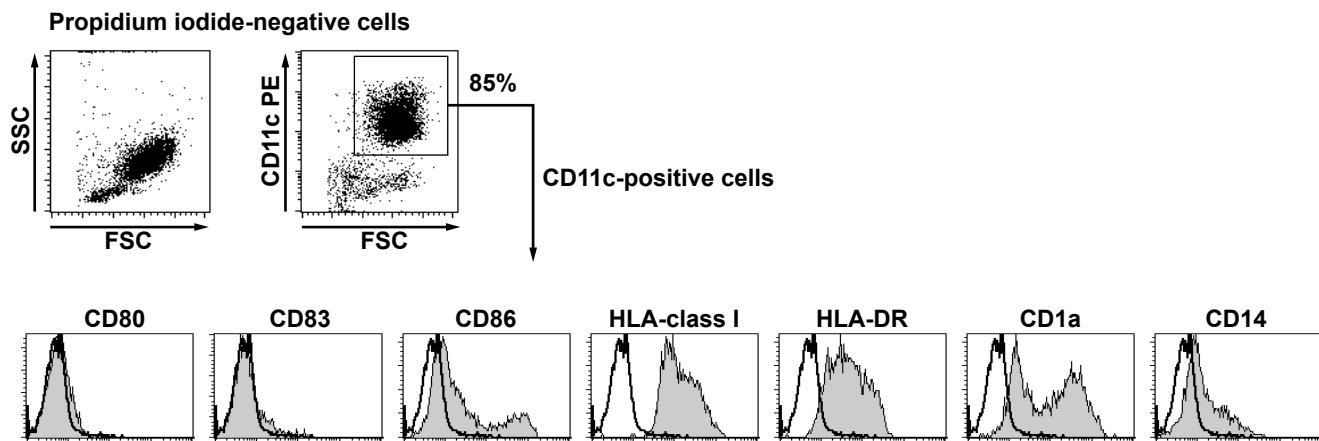 Propidium iodide-negative cells
SSC
FSC
CD11c PE
FSC
85%
CD11c-positive cells
CD80
CD83
CD86
HLA-class I
HLA-DR
CD1a
CD14